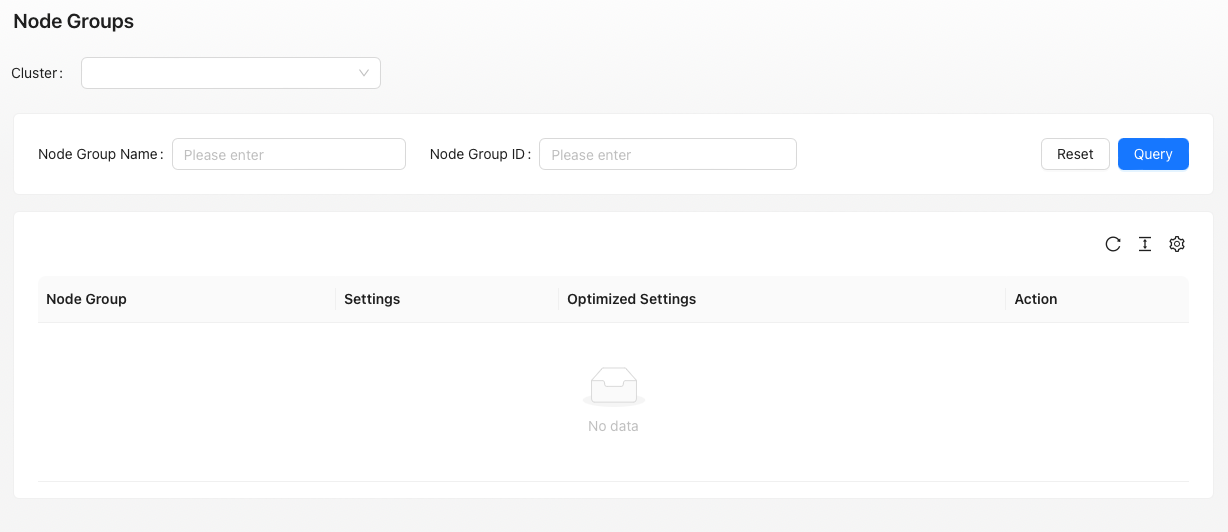 Node Groups
Cluster:
Node Group Name: Please enter Node Group ID: Please enter Reset Query
Node Group Settings Optimized Settings Action
No data